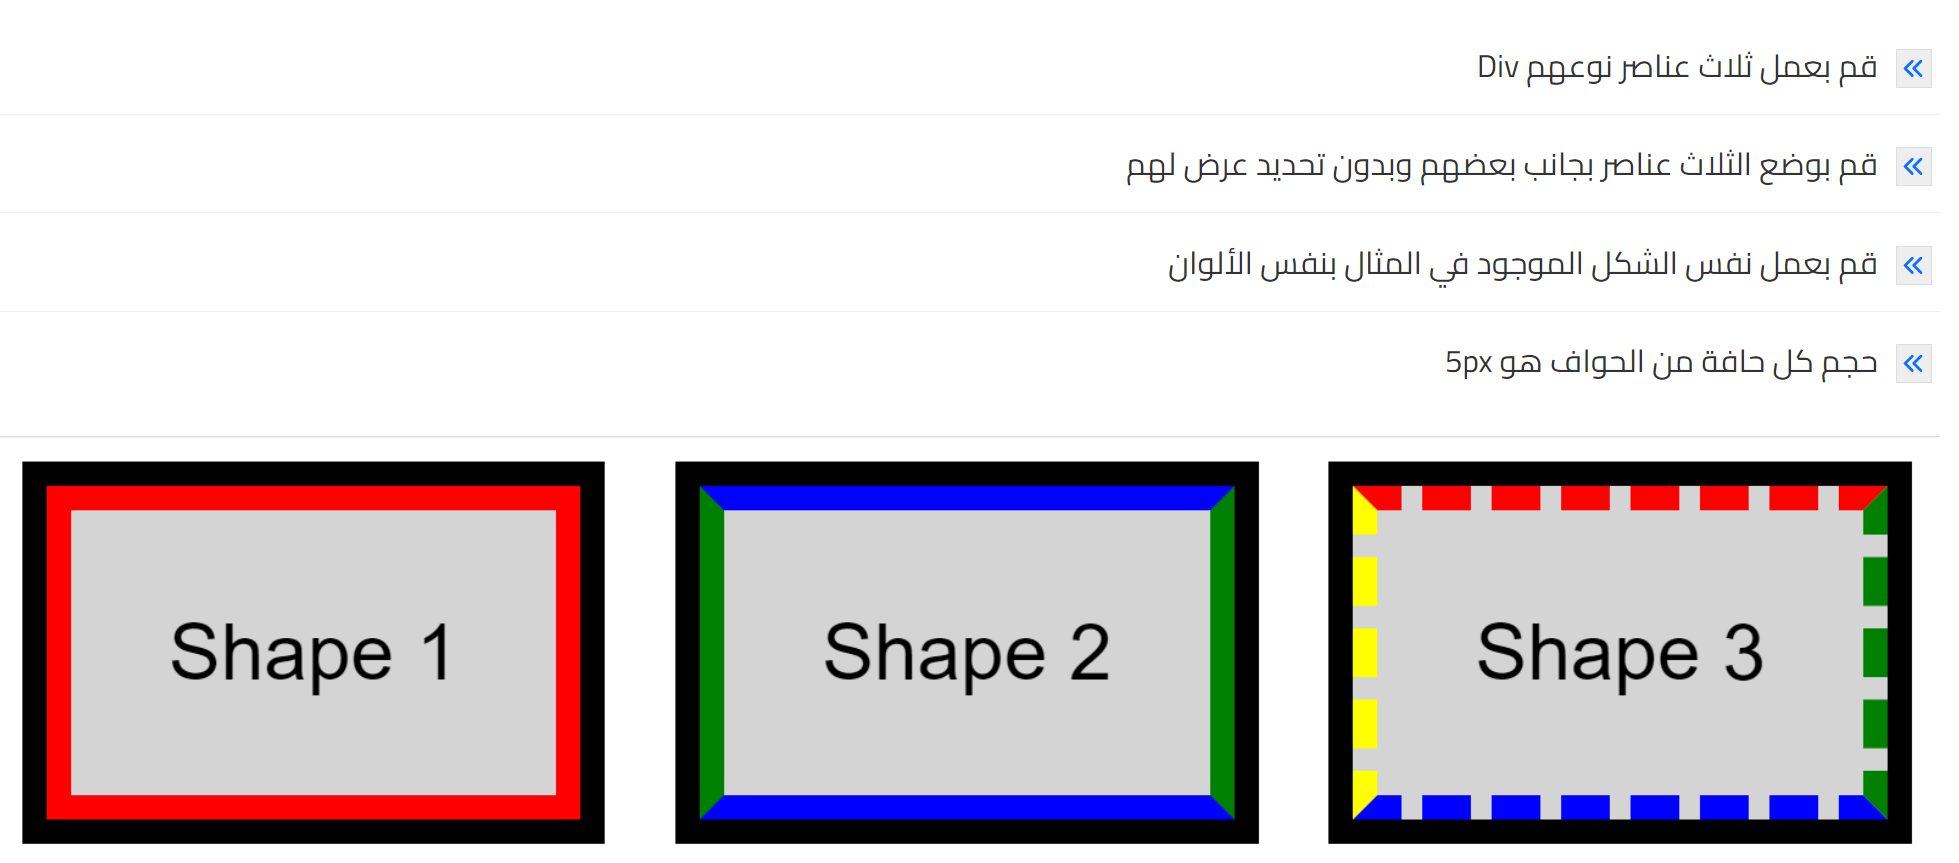 قم بعمل ثلاث عناصر نوعهم Div
قم بوضع الثلاث عناصر بجانب بعضهم وبدون تحديد عرض لهم
قم بعمل نفس الشكل الموجود في المثال بنفس الألوان
حجم كل حافة من الحواف هو 5px
Shape 1
Shape 2
Shape 3